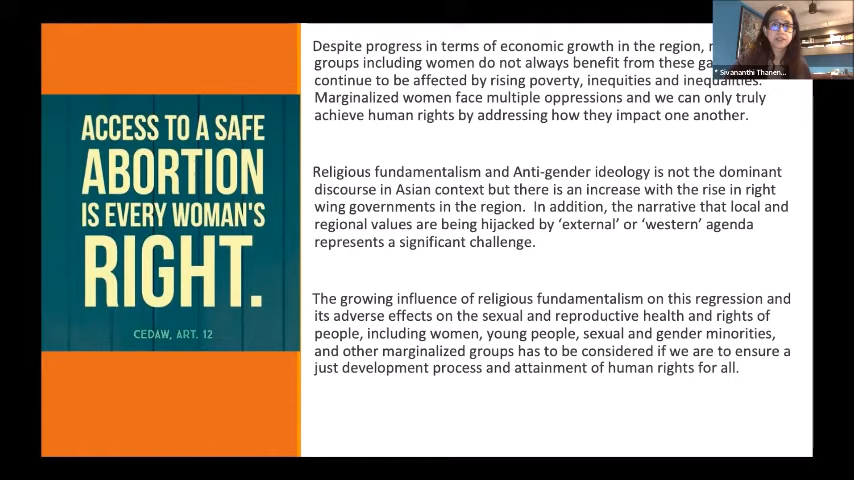 ACCESS TO A SAFE
ABORTION
IS EVERY WOMAN'S
RIGHT.
CEDAW, ART. 12
Despite progress in terms of economic growth in the region,
groups including women do not always benefit from these
continue to be affected by rising poverty, inequities and inequalities.
Marginalized women face multiple oppressions and we can only truly
achieve human rights by addressing how they impact one another.
Religious fundamentalism and Anti-gender ideology is not the dominant
discourse in Asian context but there is an increase with the rise in right
wing governments in the region. In addition, the narrative that local and
regional values are being hijacked by ‘external’ or ‘western’ agenda
represents a significant challenge.
The growing influence of religious fundamentalism on this regression and
its adverse effects on the sexual and reproductive health and rights of
people, including women, young people, sexual and gender minorities,
and other marginalized groups has to be considered if we are to ensure a
just development process and attainment of human rights for all.
Sivananthi Thanen...